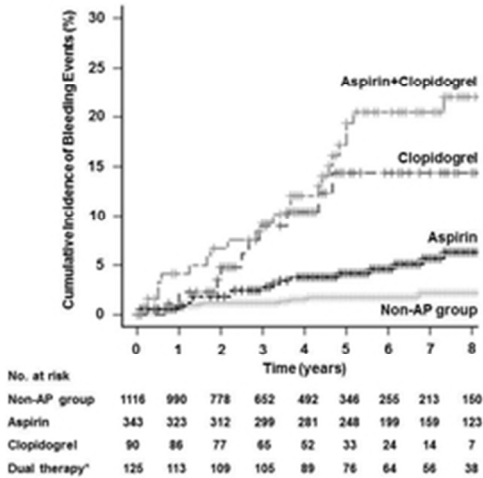 Cumulative Incidence of Bleeding Events (%)
30
25
20
15
10
5
0
Aspirin+Clopidogrel
Clopidogrel
Aspirin
Non-AP group
0 1 2 3 4 5 6 7 8
Time (years)
No. at risk
Non-AP group 1116 990 778 652 492 346 255 213 150
Aspirin 343 323 312 299 281 248 199 159 123
Clopidogrel 90 86 77 65 52 33 24 14 7
Dual therapy* 125 113 109 105 89 76 64 56 38